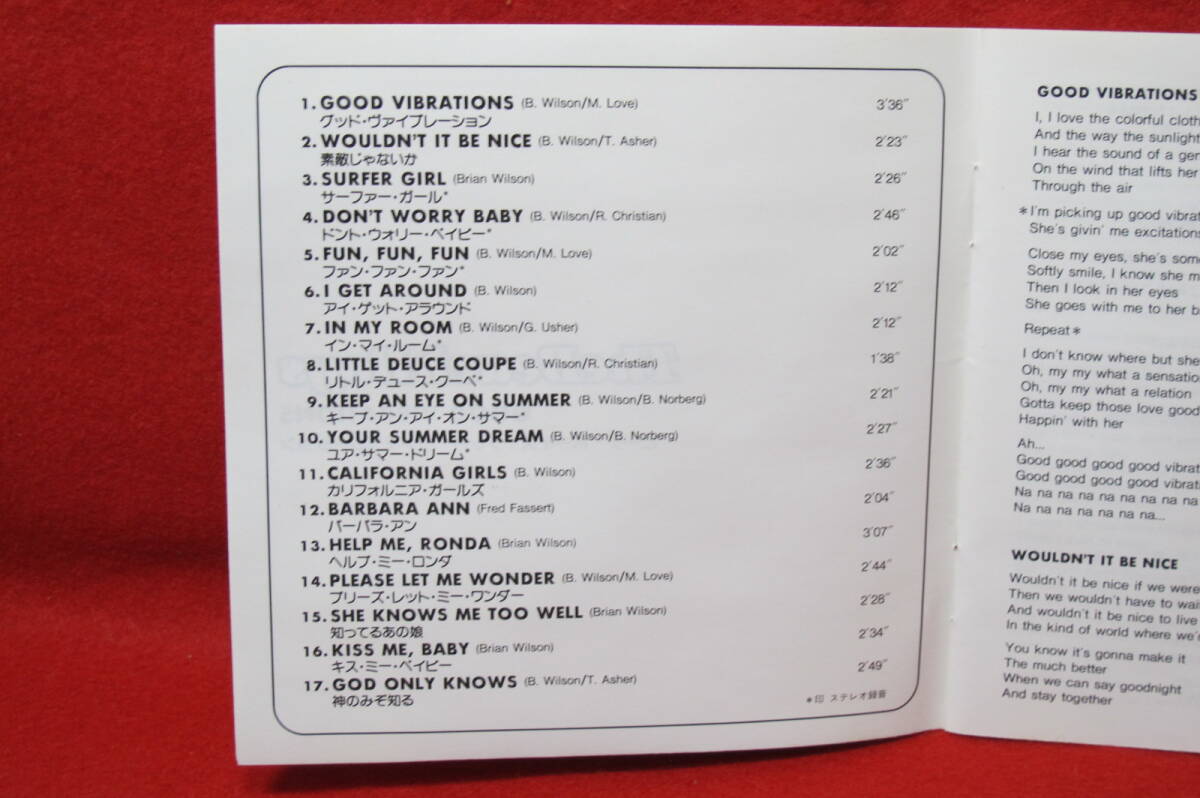 1. GOOD VIBRATIONS (B. Wilson/M. Love) 3'36"
グッド・ヴァイブレーション
2. WOULDN'T IT BE NICE (B. Wilson/T. Asher) 2'23"
素敵じゃないか
3. SURFER GIRL (Brian Wilson) 2'26"
サーファー・ガール*
4. DON'T WORRY BABY (B. Wilson/R. Christian) 2'46"
ドント・ウォリー・ベイビー*
5. FUN, FUN, FUN (B. Wilson/M. Love) 2'02"
ファン・ファン・ファン*
6. I GET AROUND (B. Wilson) 2'12"
アイ・ゲット・アラウンド
7. IN MY ROOM (B. Wilson/G. Usher) 2'12"
イン・マイ・ルーム*
8. LITTLE DEUCE COUPE (B. Wilson/R. Christian) 1'38"
リトル・デュース・クーペ*
9. KEEP AN EYE ON SUMMER (B. Wilson/B. Norberg) 2'21"
キープ・アン・アイ・オン・サマー*
10. YOUR SUMMER DREAM (B. Wilson/B. Norberg) 2'27"
ユア・サマー・ドリーム*
11. CALIFORNIA GIRLS (B. Wilson) 2'36"
カリフォルニア・ガールズ
12. BARBARA ANN (Fred Fassert) 2'04"
バーバラ・アン
13. HELP ME, RONDA (Brian Wilson) 3'07"
ヘルプ・ミー・ロンダ
14. PLEASE LET ME WONDER (B. Wilson/M. Love) 2'44"
プリーズ・レット・ミー・ワンダー
15. SHE KNOWS ME TOO WELL (Brian Wilson) 2'28"
知ってるあの娘
16. KISS ME, BABY (Brian Wilson) 2'34"
キス・ミー・ベイビー
17. GOD ONLY KNOWS (B. Wilson/T. Asher) 2'49"
神のみぞ知る
*印 ステレオ録音
GOOD VIBRATIONS
I, I love the colorful cloth
And the way the sunlight
I hear the sound of a gen
On the wind that lifts her
Through the air
*I'm picking up good vibrat
She's givin' me excitations
Close my eyes, she's some
Softly smile, I know she m
Then I look in her eyes
She goes with me to her b
Repeat*
I don't know where but she
Oh, my my what a sensatio
Oh, my my what a relation
Gotta keep those love good
Happin' with her
Ah...
Good good good good vibrat
Good good good good vibrati
Na na na na na na na na
Na na na na na na...
WOULDN'T IT BE NICE
Wouldn't it be nice if we were
Then we wouldn't have to wai
And wouldn't it be nice to live
In the kind of world where we'
You know it's gonna make it
The much better
When we can say goodnight
And stay together